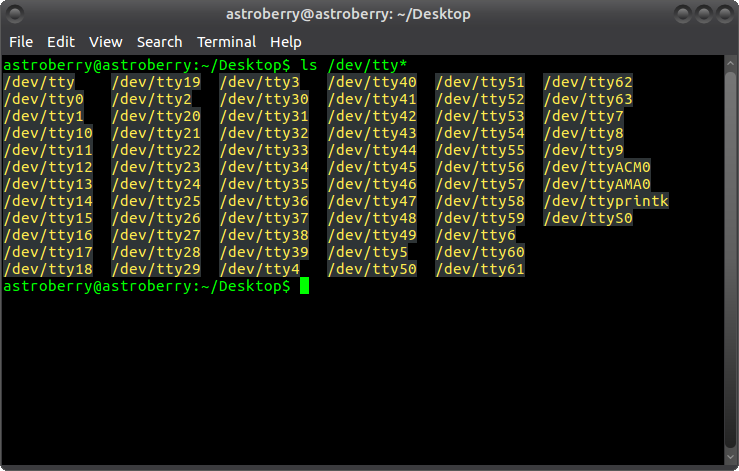 astroberry@astroberry: ~/Desktop
File Edit View Search Terminal Help
astroberry@astroberry:~/Desktop$ ls /dev/tty*
/dev/tty /dev/tty19 /dev/tty3 /dev/tty40 /dev/tty51 /dev/tty62
/dev/tty0 /dev/tty2 /dev/tty30 /dev/tty41 /dev/tty52 /dev/tty63
/dev/tty1 /dev/tty20 /dev/tty31 /dev/tty42 /dev/tty53 /dev/tty7
/dev/tty10 /dev/tty21 /dev/tty32 /dev/tty43 /dev/tty54 /dev/tty8
/dev/tty11 /dev/tty22 /dev/tty33 /dev/tty44 /dev/tty55 /dev/tty9
/dev/tty12 /dev/tty23 /dev/tty34 /dev/tty45 /dev/tty56 /dev/ttyACM0
/dev/tty13 /dev/tty24 /dev/tty35 /dev/tty46 /dev/tty57 /dev/ttyAMA0
/dev/tty14 /dev/tty25 /dev/tty36 /dev/tty47 /dev/tty58 /dev/ttyprintk
/dev/tty15 /dev/tty26 /dev/tty37 /dev/tty48 /dev/tty59 /dev/ttyS0
/dev/tty16 /dev/tty27 /dev/tty38 /dev/tty49 /dev/tty6
/dev/tty17 /dev/tty28 /dev/tty39 /dev/tty5 /dev/tty60
/dev/tty18 /dev/tty29 /dev/tty4 /dev/tty50 /dev/tty61
astroberry@astroberry:~/Desktop$